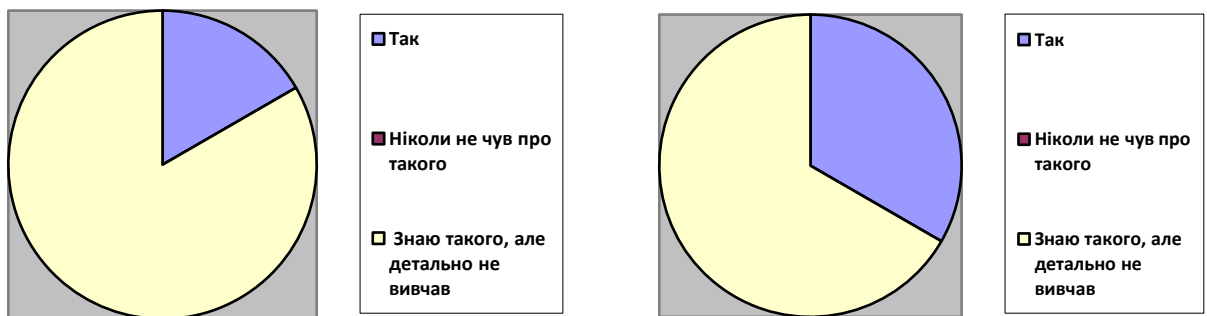 Так
Ніколи не чув про
такого
Знаю такого, але
детально не
вивчав
Так
Ніколи не чув про
такого
Знаю такого, але
детально не
вивчав